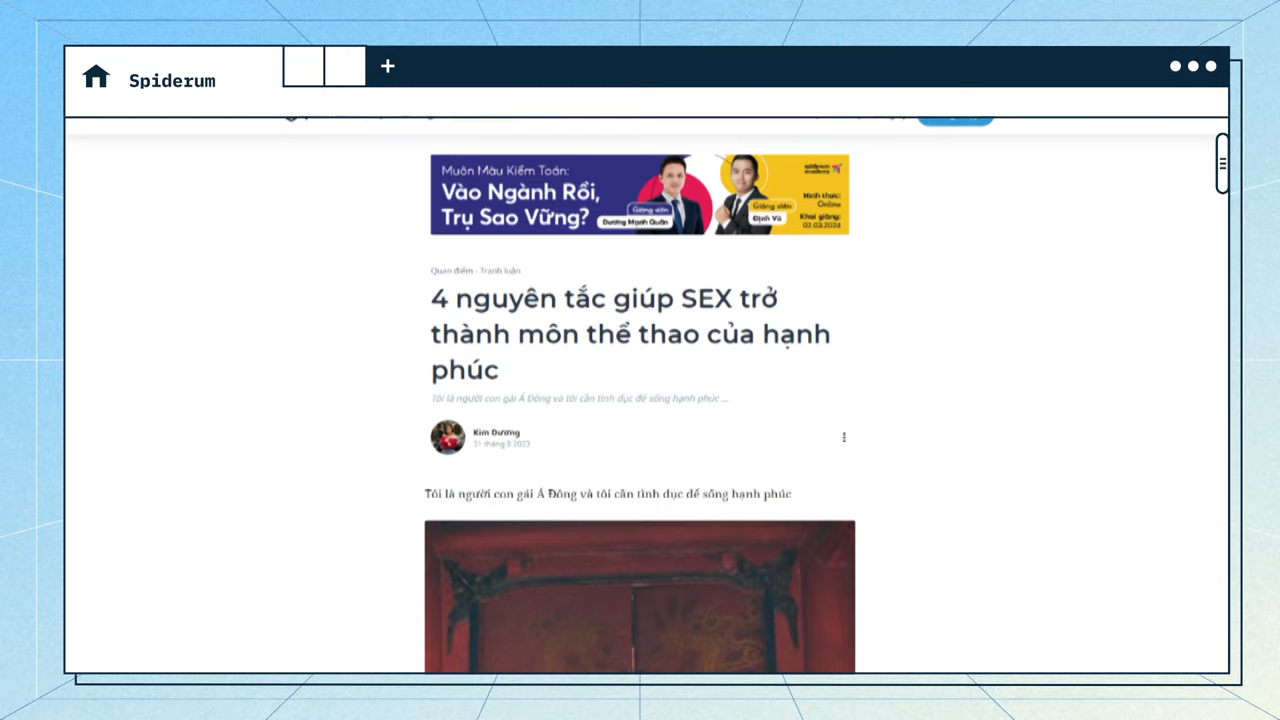 Spiderum
Muôn Màu Kiểm Toán:
Vào Ngành Rồi,
Trụ Sao Vững?
Giảng viên
Dương Mạnh Quân
Giảng viên
Định Vũ
spiderum
academy
Hình thức:
Online
Khai giảng:
02.03.2024
Quan điểm - Tranh luận
4 nguyên tắc giúp SEX trở
thành môn thể thao của hạnh
phúc
Tôi là người con gái Á Đông và tôi cần tình dục để sống hạnh phúc ...
Kim Dương
31 tháng 8 2023
Tôi là người con gái Á Đông và tôi cần tình dục để sống hạnh phúc